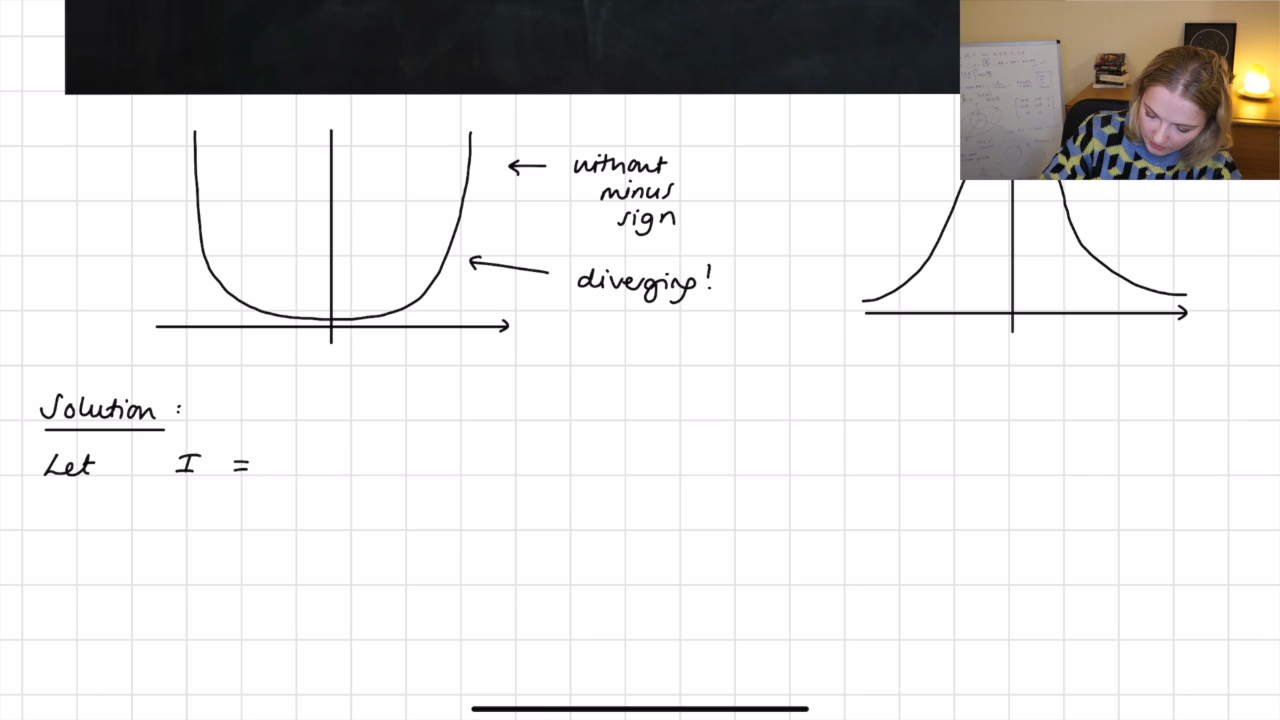 without
minus
sign
diverging!
Solution:
Let I =